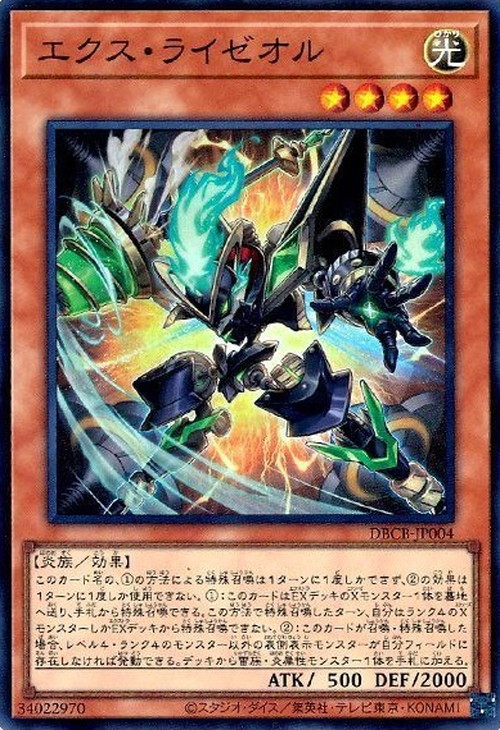 エクス・ライゼオル
光
ひかり
DBCB-JP004
【炎族／効果】
このカード名の、①の方法による特殊召喚は1ターンに1度しかできず、②の効果は
1ターンに1度しか使用できない。①：このカードはEXデッキのXモンスター1体を墓地
へ送り、手札から特殊召喚できる。この方法で特殊召喚したターン、自分はランク4のX
モンスターしかEXデッキから特殊召喚できない。②：このカードが召喚・特殊召喚した
場合、レベル4・ランク4のモンスター以外の表側表示モンスターが自分フィールドに
存在しなければ発動できる。デッキから雷族・炎属性モンスター1体を手札に加える。
ATK/ 500 DEF/2000
34022970
©スタジオ・ダイス／集英社・テレビ東京・KONAMI